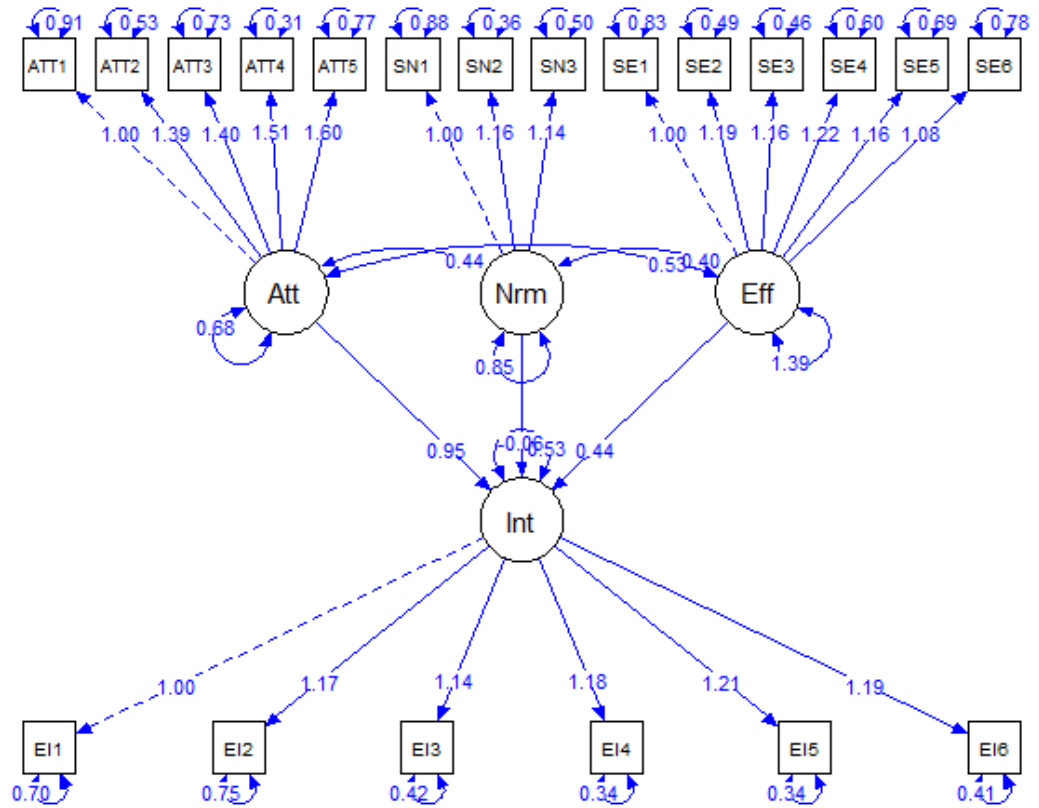 0.91 0.53 0.73 0.31 0.77 0.88 0.36 0.50 0.83 0.49 0.46 0.60 0.69 0.78
ATT1 ATT2 ATT3 ATT4 ATT5 SN1 SN2 SN3 SE1 SE2 SE3 SE4 SE5 SE6
1.00 1.39 1.40 1.51 1.60 1.00 1.16 1.14 1.00 1.19 1.16 1.22 1.16 1.08
0.44 0.53 0.40
Att Nrm Eff
0.68 0.85 1.39
0.95 -0.06 0.53 0.44
Int
1.00 1.17 1.14 1.18 1.21 1.19
EI1 EI2 EI3 EI4 EI5 EI6
0.70 0.75 0.42 0.34 0.34 0.41